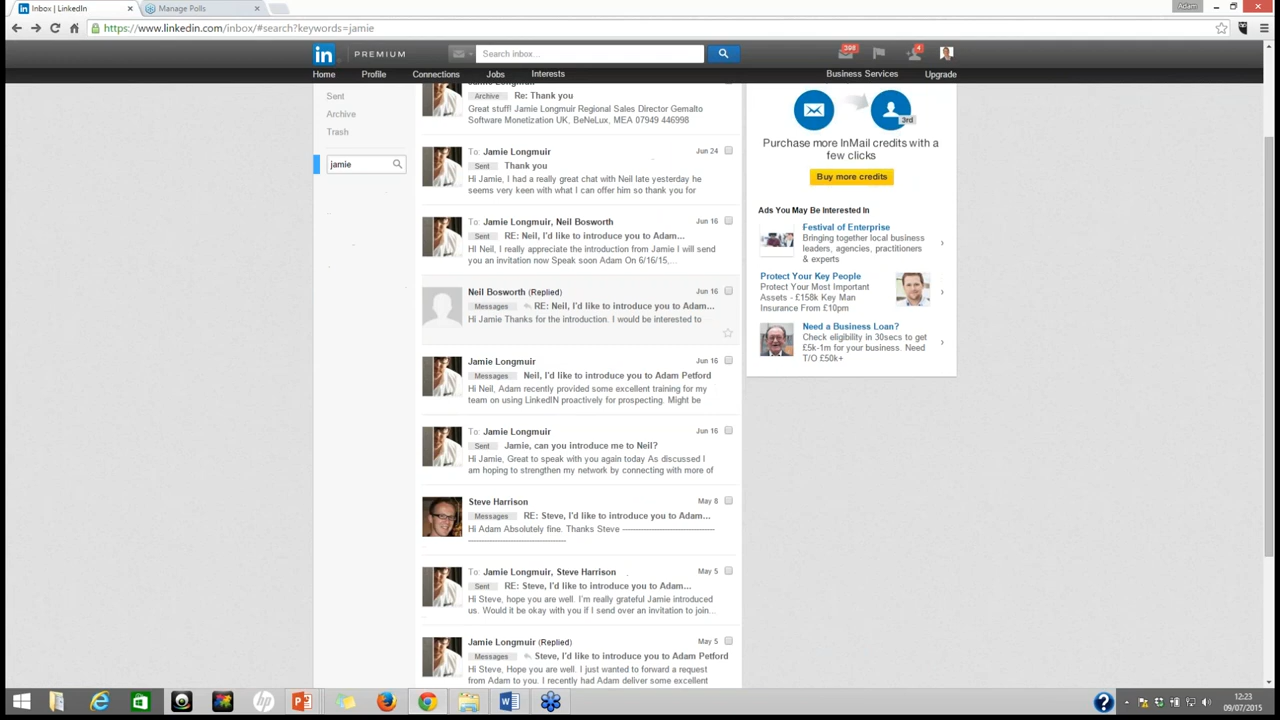 Inbox | LinkedIn
Manage Polls
Adam
https://www.linkedin.com/inbox/#search?keywords=jamie
in PREMIUM
Search inbox...
398
4
Home Profile Connections Jobs Interests
Business Services Upgrade
Sent
Archive
Trash
jamie
Archive Re: Thank you
Great stuff! Jamie Longmuir Regional Sales Director Gemalto
Software Monetization UK, BeNeLux, MEA 07949 446998
To: Jamie Longmuir Jun 24
Sent Thank you
Hi Jamie, I had a really great chat with Neil late yesterday he
seems very keen with what I can offer him so thank you for
To: Jamie Longmuir, Neil Bosworth Jun 16
Sent RE: Neil, I'd like to introduce you to Adam...
HI Neil, I really appreciate the introduction from Jamie I will send
you an invitation now Speak soon Adam On 6/16/15,...
Neil Bosworth (Replied) Jun 16
Messages RE: Neil, I'd like to introduce you to Adam...
Hi Jamie Thanks for the introduction. I would be interested to
Jamie Longmuir Jun 16
Messages Neil, I'd like to introduce you to Adam Petford
Hi Neil, Adam recently provided some excellent training for my
team on using LinkedIN proactively for prospecting. Might be
To: Jamie Longmuir Jun 16
Sent Jamie, can you introduce me to Neil?
Hi Jamie, Great to speak with you again today As discussed I
am hoping to strengthen my network by connecting with more of
Steve Harrison May 8
Messages RE: Steve, I'd like to introduce you to Adam...
Hi Adam Absolutely fine. Thanks Steve
To: Jamie Longmuir, Steve Harrison May 5
Sent RE: Steve, I'd like to introduce you to Adam...
Hi Steve, hope you are well. I'm really grateful Jamie introduced
us. Would it be okay with you if I send over an invitation to join...
Jamie Longmuir (Replied) May 5
Messages Steve, I'd like to introduce you to Adam Petford
Hi Steve, Hope you are well. I just wanted to forward a request
from Adam to you. I recently had Adam deliver some excellent
3rd
Purchase more InMail credits with a
few clicks
Buy more credits
Ads You May Be Interested In
Festival of Enterprise
Bringing together local business
leaders, agencies, practitioners
& experts
Protect Your Key People
Protect Your Most Important
Assets - £158k Key Man
Insurance From £10pm
Need a Business Loan?
Check eligibility in 30secs to get
£5k-1m for your business. Need
T/O £50k+
12:23
09/07/2015